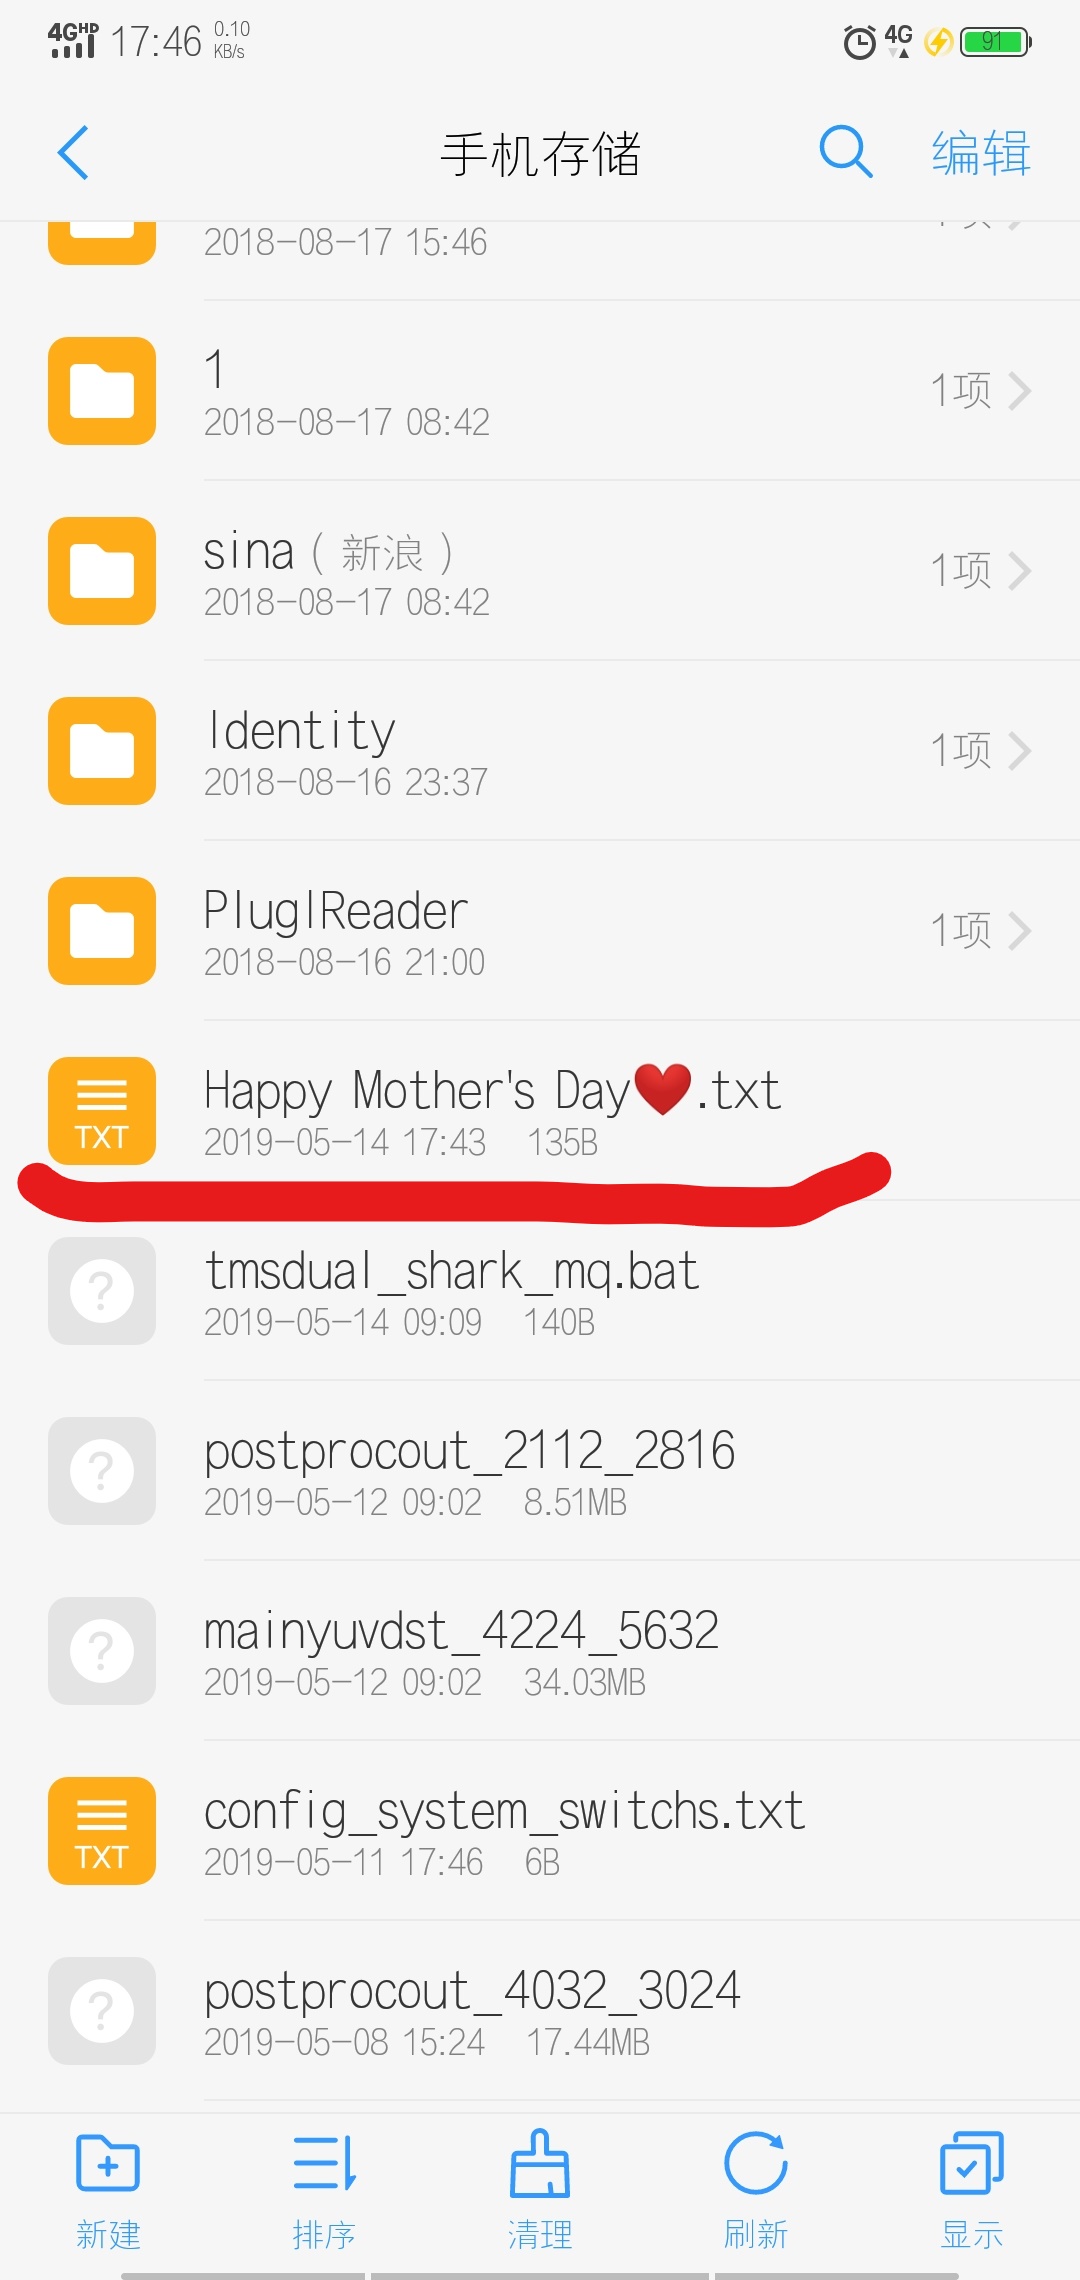 4G HD 17:46 0.10 KB/s 4G 91
手机存储 编辑
2018-08-17 15:46
1
1项
2018-08-17 08:42
sina ( 新浪 )
1项
2018-08-17 08:42
Identity
1项
2018-08-16 23:37
PluglReader
1项
2018-08-16 21:00
Happy Mother's Day❤️.txt
TXT
2019-05-14 17:43 135B
tmsdual_shark_mq.bat
2019-05-14 09:09 140B
postprocout_2112_2816
2019-05-12 09:02 8.51MB
mainyuvdst_4224_5632
2019-05-12 09:02 34.03MB
config_system_switchs.txt
TXT
2019-05-11 17:46 6B
postprocout_4032_3024
2019-05-08 15:24 17.44MB
新建 排序 清理 刷新 显示